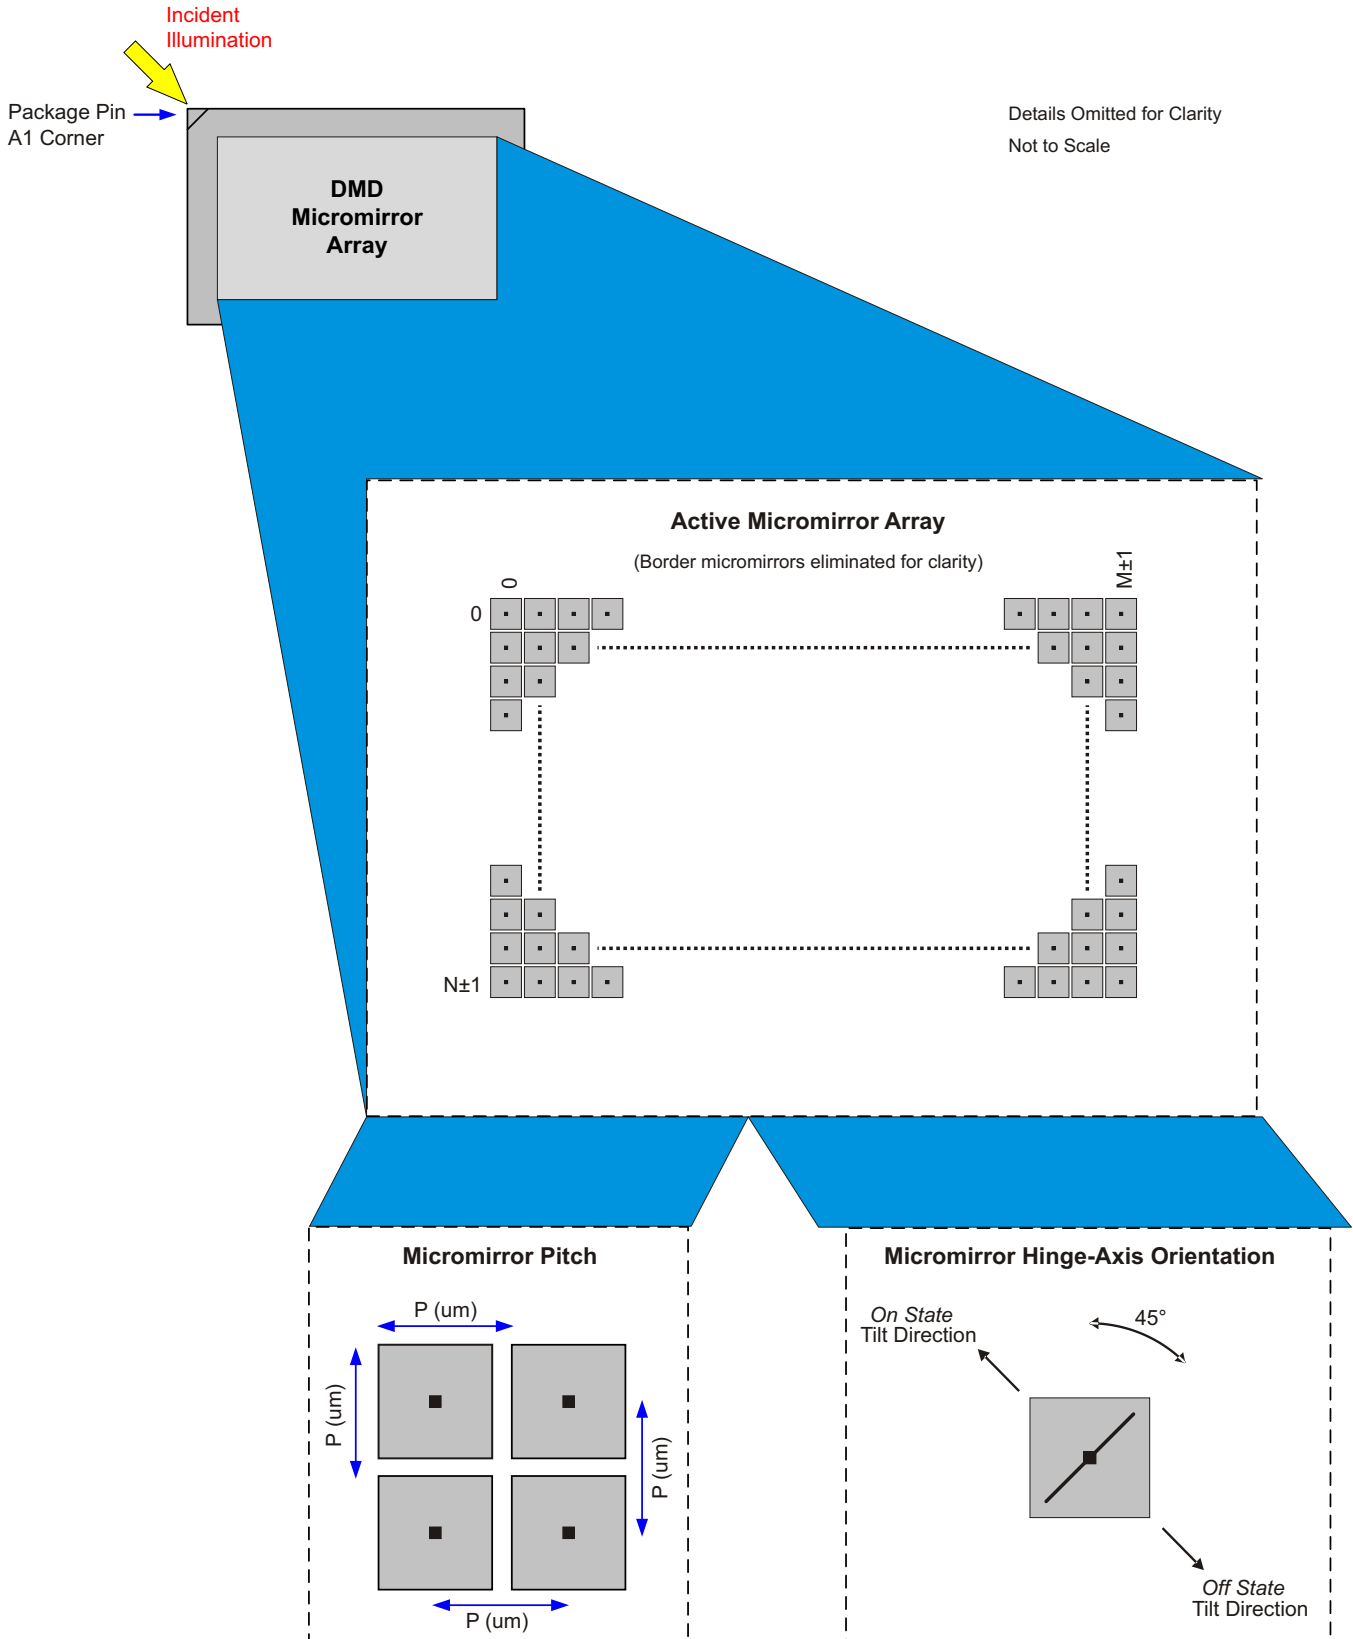 Incident
Illumination
Package Pin
A1 Corner
Details Omitted for Clarity
Not to Scale
DMD
Micromirror
Array
Active Micromirror Array
(Border micromirrors eliminated for clarity)
0
M±1
0
N±1
Micromirror Pitch
P (um)
P (um)
P (um)
P (um)
Micromirror Hinge-Axis Orientation
On State
Tilt Direction
45°
Off State
Tilt Direction